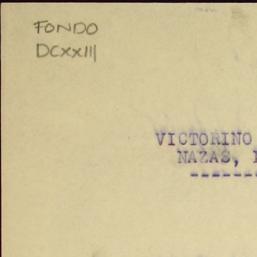 FONDO
DCXXIII
VICTORINO
NAZAS,
-------